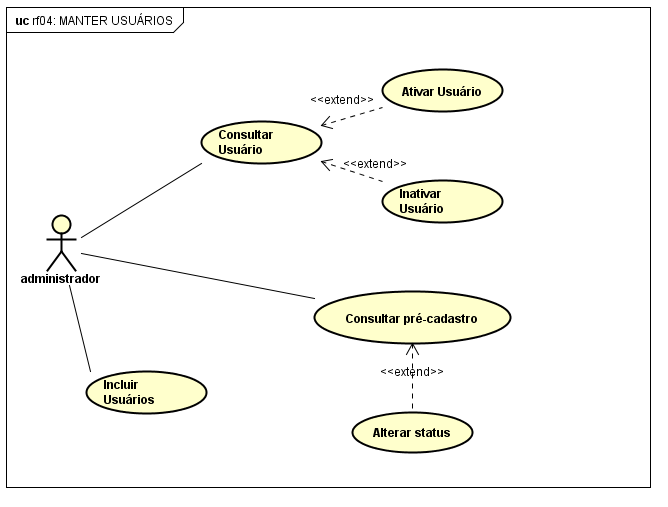 uc rf04: MANTER USUÁRIOS
<<extend>>
Ativar Usuário
Consultar
Usuário
<<extend>>
Inativar
Usuário
administrador
Consultar pré-cadastro
<<extend>>
Incluir
Usuários
Alterar status